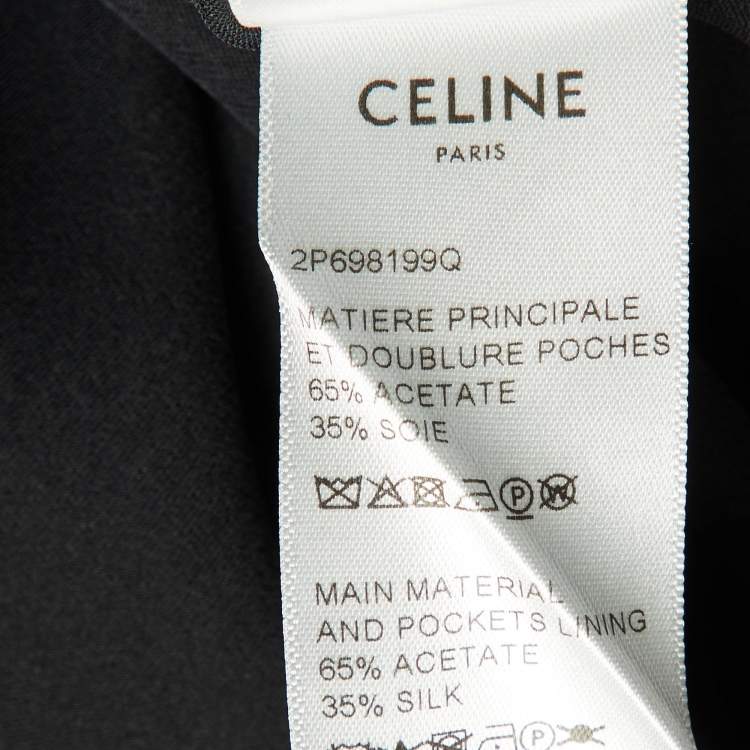 CELINE
PARIS
2P698199Q
MATIERE PRINCIPALE
ET DOUBLURE POCHES
65% ACETATE
35% SOIE
MAIN MATERIAL
AND POCKETS LINING
65% ACETATE
35% SILK